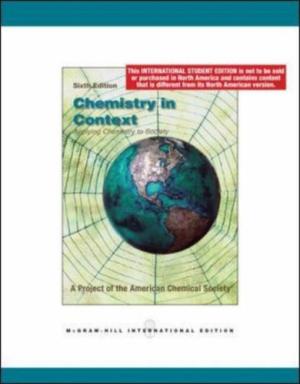 This INTERNATIONAL STUDENT EDITION is not to be sold
or purchased in North America and contains content
that is different from its North American version.
Sixth Edition
Chemistry in
Context
Applying Chemistry to Society
A Project of the American Chemical Society
McGRAW-HILL INTERNATIONAL EDITION